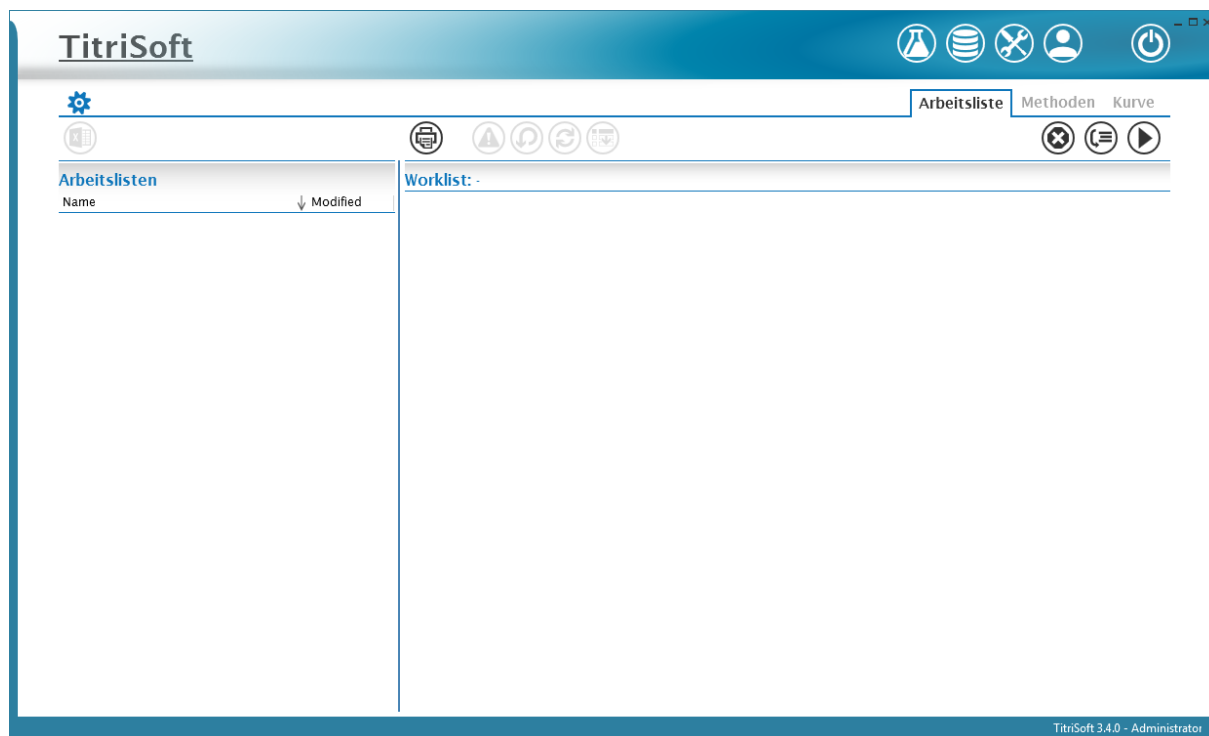 TitriSoft
Arbeitsliste Methoden Kurve
Arbeitslisten
Name Modified
Worklist: -
TitriSoft 3.4.0 - Administrator